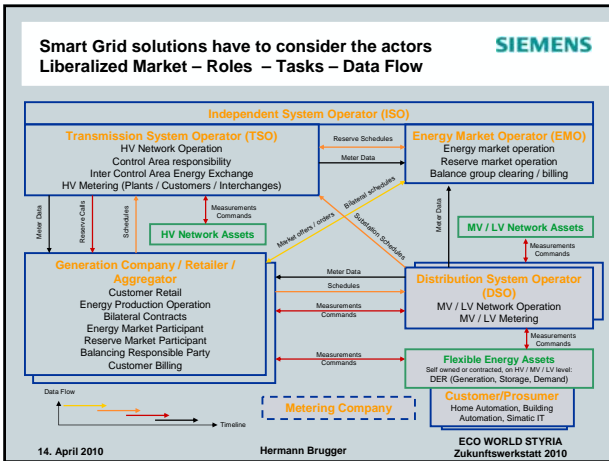 Smart Grid solutions have to consider the actors
Liberalized Market – Roles – Tasks – Data Flow
SIEMENS
Independent System Operator (ISO)
Transmission System Operator (TSO)
HV Network Operation
Control Area responsibility
Inter Control Area Energy Exchange
HV Metering (Plants / Customers / Interchanges)
Reserve Schedules
Meter Data
Energy Market Operator (EMO)
Energy market operation
Reserve market operation
Balance group clearing / billing
Meter Data
Reserve Calls
Schedules
Measurements
Commands
HV Network Assets
Market offers / orders
Bilateral schedules
Substation Schedules
Meter Data
MV / LV Network Assets
Measurements
Commands
Generation Company / Retailer /
Aggregator
Customer Retail
Energy Production Operation
Bilateral Contracts
Energy Market Participant
Reserve Market Participant
Balancing Responsible Party
Customer Billing
Meter Data
Schedules
Measurements
Commands
Distribution System Operator
(DSO)
MV / LV Network Operation
MV / LV Metering
Measurements
Commands
Measurements
Commands
Flexible Energy Assets
Self owned or contracted, on HV / MV / LV level:
DER (Generation, Storage, Demand)
Customer/Prosumer
Home Automation, Building
Automation, Simatic IT
Data Flow
Timeline
Metering Company
14. April 2010
Hermann Brugger
ECO WORLD STYRIA
Zukunftswerkstatt 2010